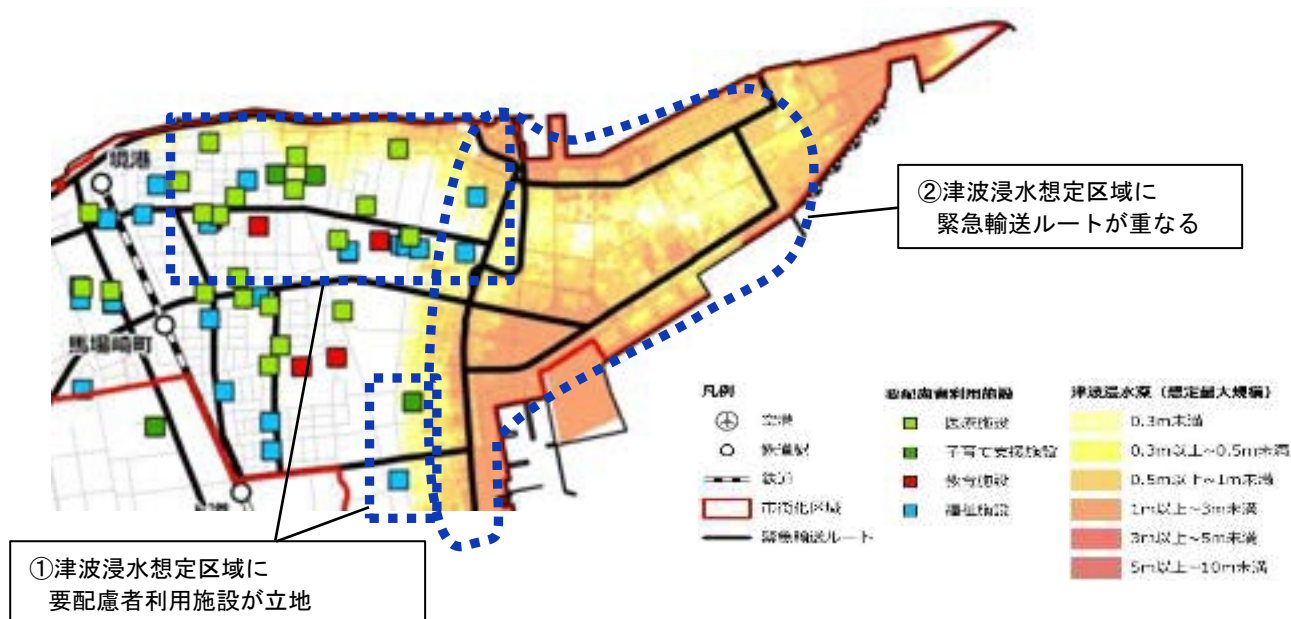 境港
馬場崎町
②津波浸水想定区域に
緊急輸送ルートが重なる
①津波浸水想定区域に
要配慮者利用施設が立地
凡例
空港
鉄道駅
鉄道
市街化区域
緊急輸送ルート
要配慮者利用施設
医療施設
子育て支援施設
教育施設
福祉施設
津波浸水深（想定最大規模）
0.3m未満
0.3m以上~0.5m未満
0.5m以上~1m未満
1m以上~3m未満
3m以上~5m未満
5m以上~10m未満